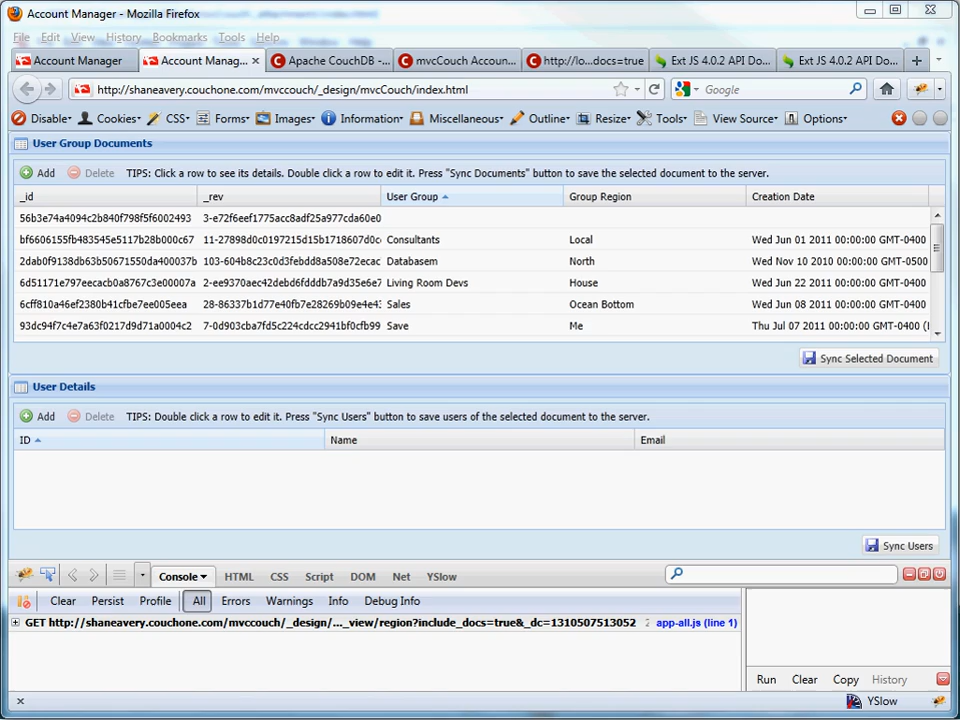 Account Manager - Mozilla Firefox
File Edit View History Bookmarks Tools Help
Account Manager Account Manag... Apache CouchDB -... mvcCouch Accoun... http://lo...docs=true Ext JS 4.0.2 API Do... Ext JS 4.0.2 API Do...
http://shaneavery.couchone.com/mvccouch/_design/mvcCouch/index.html Google
Disable Cookies CSS Forms Images Information Miscellaneous Outline Resize Tools View Source Options
User Group Documents
Add Delete TIPS: Click a row to see its details. Double click a row to edit it. Press "Sync Documents" button to save the selected document to the server.
_id _rev User Group Group Region Creation Date
56b3e74a4094c2b840f798f5f6002493 3-e72f6eef1775acc8adf25a977cda60e0
bf6606155fb483545e5117b28b000c67 11-27898d0c0197215d15b1718607d0c Consultants Local Wed Jun 01 2011 00:00:00 GMT-0400
2dab0f9138db63b50671550da400037b 103-604b8c23c0d3febdd8a508e72ecac Databasem North Wed Nov 10 2010 00:00:00 GMT-0500
6d51171e797eecacb0a8767c3e00007a 2-ee9370aec42debd6fdddb7a9d35e6e7 Living Room Devs House Wed Jun 22 2011 00:00:00 GMT-0400
6cff810a46ef2380b41cfbe7ee005eea 28-86337b1d77e40fb7e28269b09e4e43 Sales Ocean Bottom Wed Jun 08 2011 00:00:00 GMT-0400
93dc94f7c4e7a63f0217d9d71a0004c2 7-0d903cba7fd5c224cdcc2941bf0cfb99 Save Me Thu Jul 07 2011 00:00:00 GMT-0400 (
Sync Selected Document
User Details
Add Delete TIPS: Double click a row to edit it. Press "Sync Users" button to save users of the selected document to the server.
ID Name Email
Sync Users
Console HTML CSS Script DOM Net YSlow
Clear Persist Profile All Errors Warnings Info Debug Info
GET http://shaneavery.couchone.com/mvccouch/_design/..._view/region?include_docs=true&_dc=1310507513052 2 app-all.js (line 1)
Run Clear Copy History
YSlow